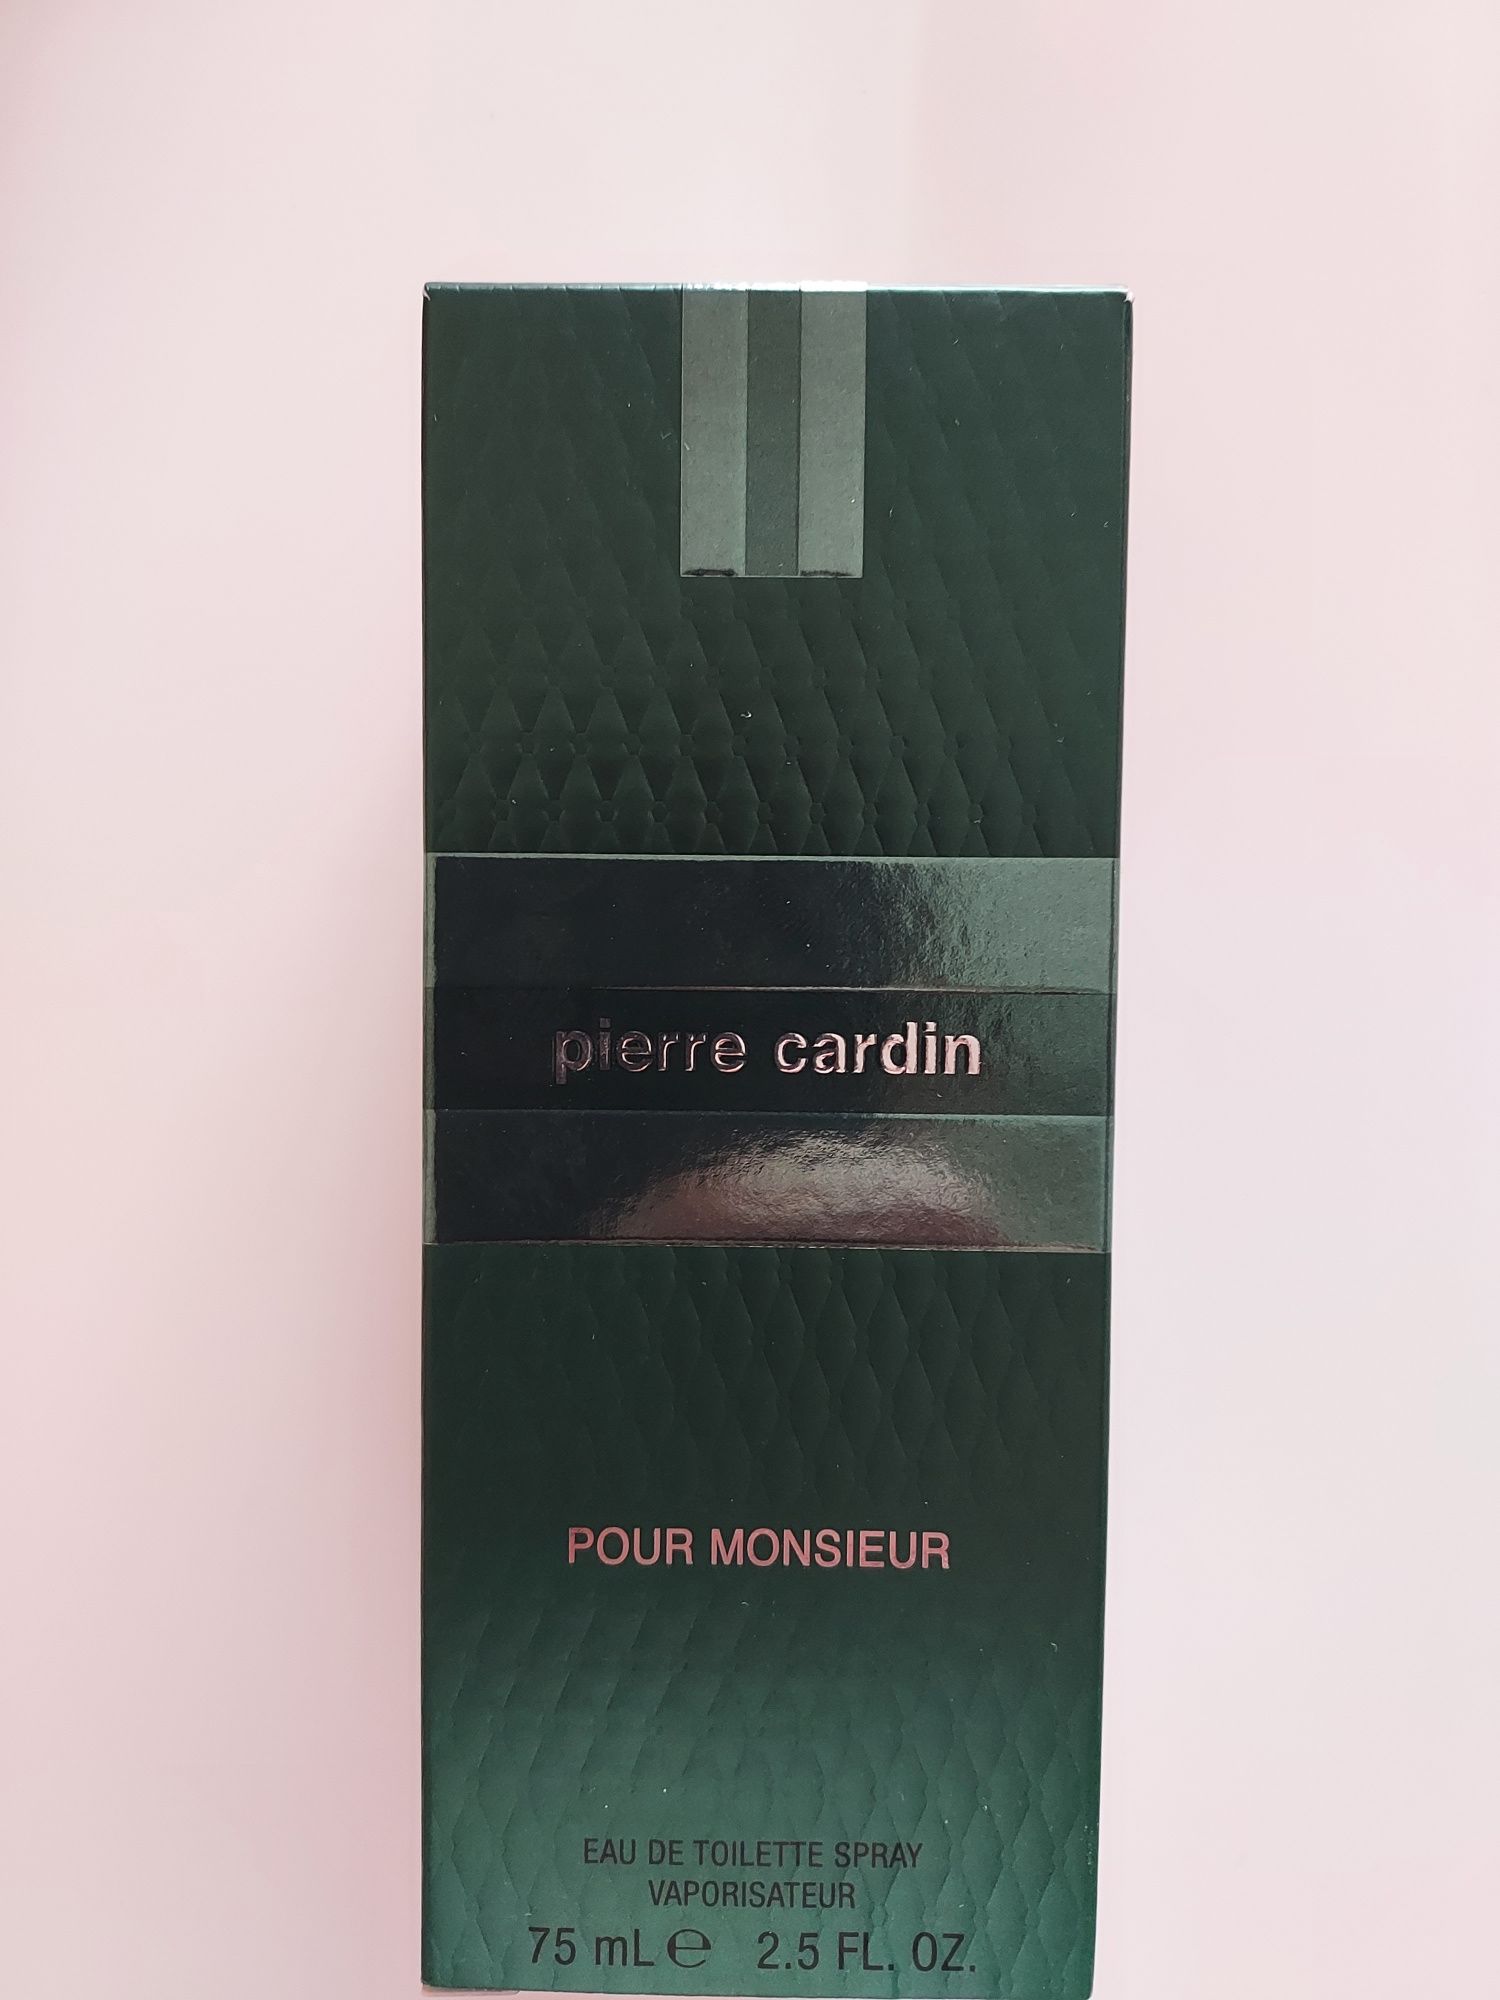 pierre cardin
POUR MONSIEUR
EAU DE TOILETTE SPRAY
VAPORISATEUR
75 mL ℮ 2.5 FL. OZ.